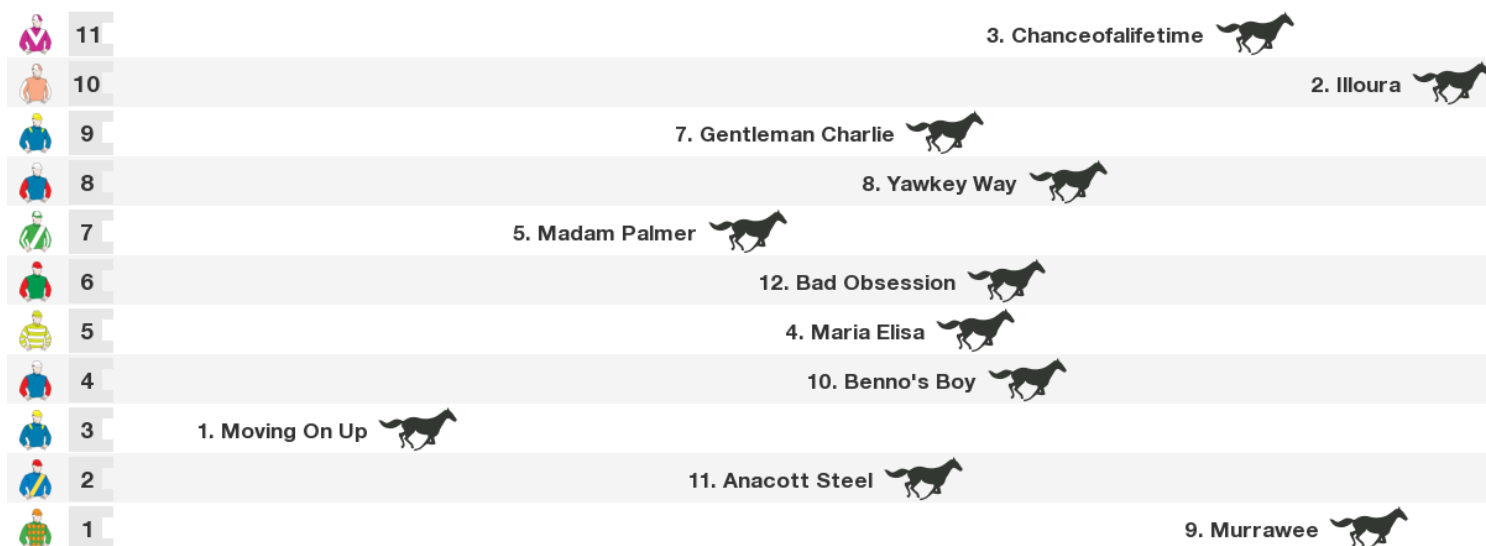 11 3. Chanceofalifetime
10 2. Illoura
9 7. Gentleman Charlie
8 8. Yawkey Way
7 5. Madam Palmer
6 12. Bad Obsession
5 4. Maria Elisa
4 10. Benno's Boy
3 1. Moving On Up
2 11. Anacott Steel
1 9. Murrawee